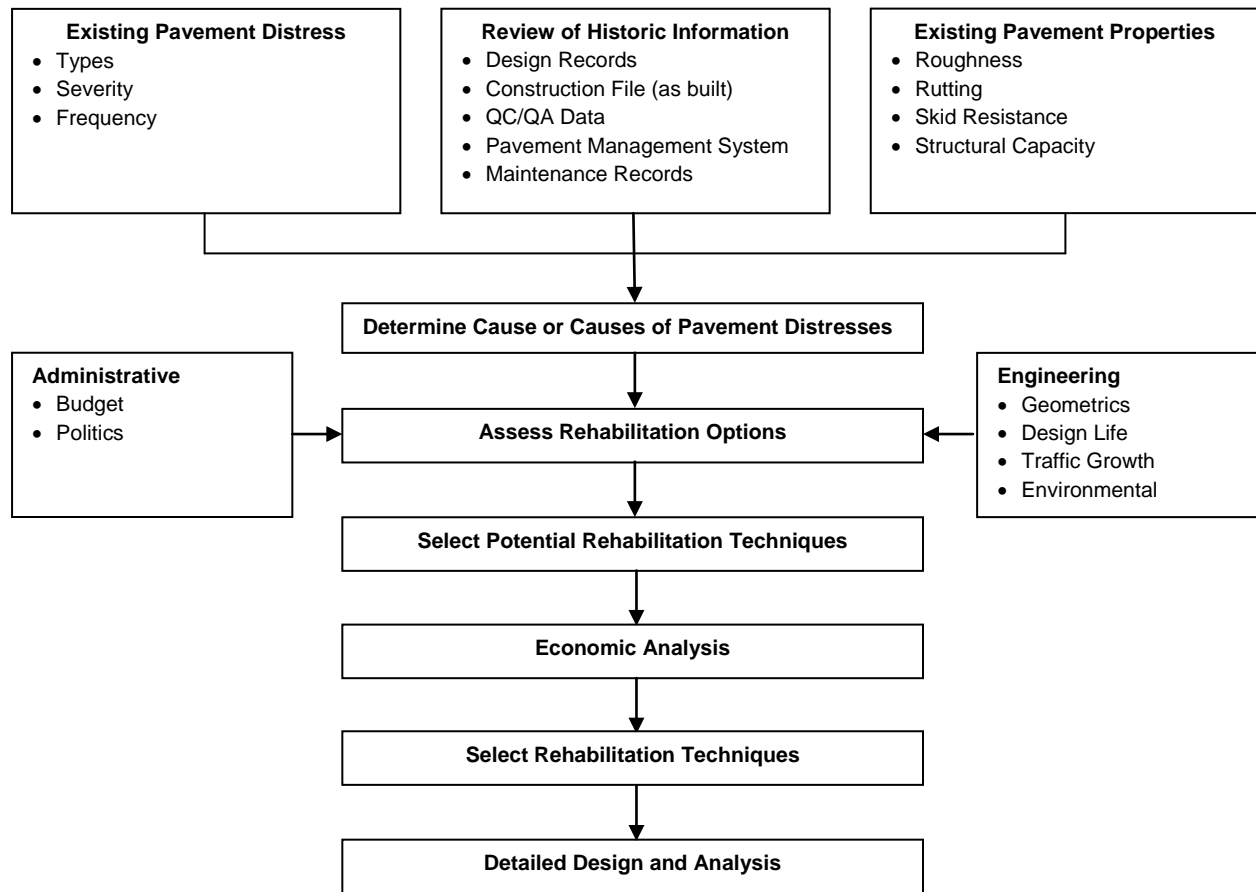 Existing Pavement Distress
• Types
• Severity
• Frequency
Review of Historic Information
• Design Records
• Construction File (as built)
• QC/QA Data
• Pavement Management System
• Maintenance Records
Existing Pavement Properties
• Roughness
• Rutting
• Skid Resistance
• Structural Capacity
Determine Cause or Causes of Pavement Distresses
Administrative
• Budget
• Politics
Assess Rehabilitation Options
Engineering
• Geometrics
• Design Life
• Traffic Growth
• Environmental
Select Potential Rehabilitation Techniques
Economic Analysis
Select Rehabilitation Techniques
Detailed Design and Analysis